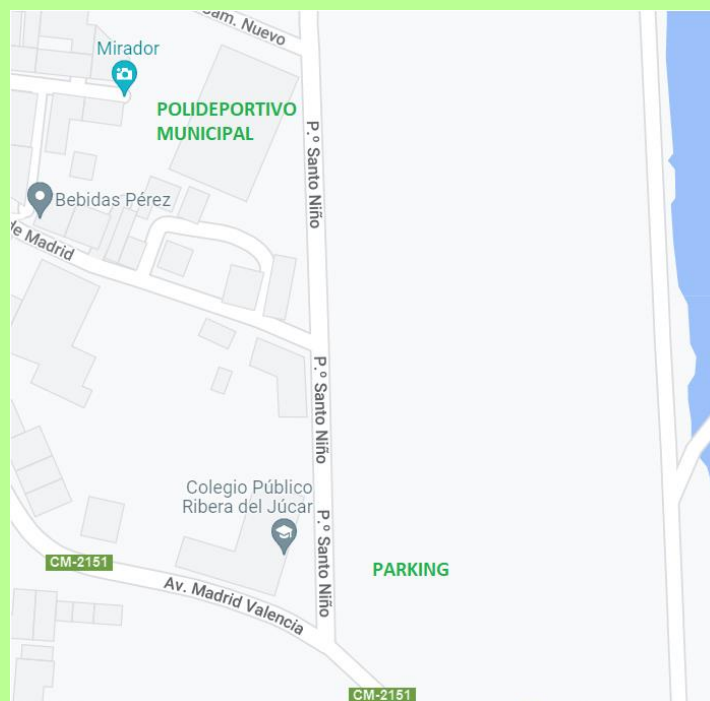 Cam. Nuevo
Mirador
POLIDEPORTIVO
MUNICIPAL
P.º Santo Niño
Bebidas Pérez
de Madrid
P.º Santo Niño
Colegio Público
Ribera del Júcar
P.º Santo Niño
CM-2151
PARKING
Av. Madrid Valencia
CM-2151